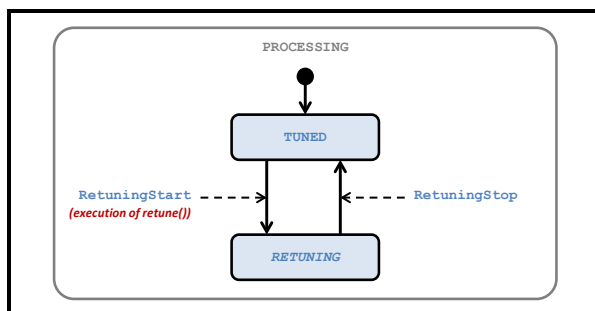 PROCESSING
TUNED
RetuningStart
RetuningStop
(execution of retune())
RETUNING